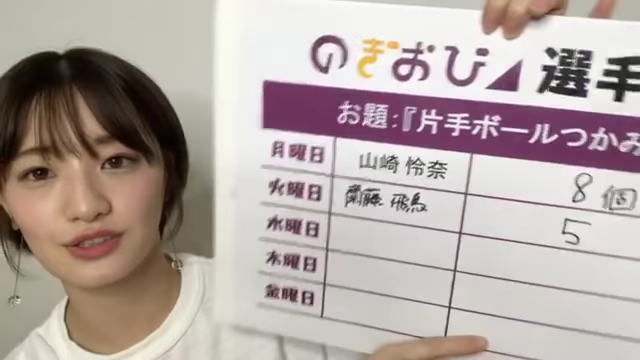 のぎおび 選手
お題:『片手ボールつかみ
月曜日 山崎 怜奈 8 個
火曜日 齋藤 飛鳥 5
水曜日
木曜日
金曜日